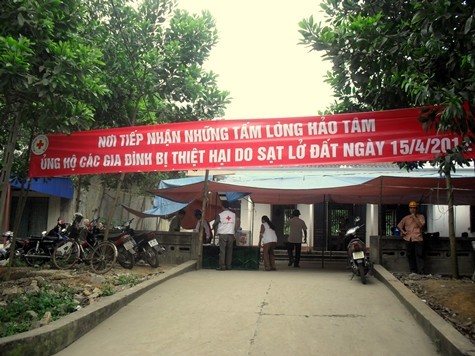 NƠI TIẾP NHẬN NHỮNG TẤM LÒNG HẢO TÂM
ỦNG HỘ CÁC GIA ĐÌNH BỊ THIỆT HẠI DO SẠT LỞ ĐẤT NGÀY 15/4/201